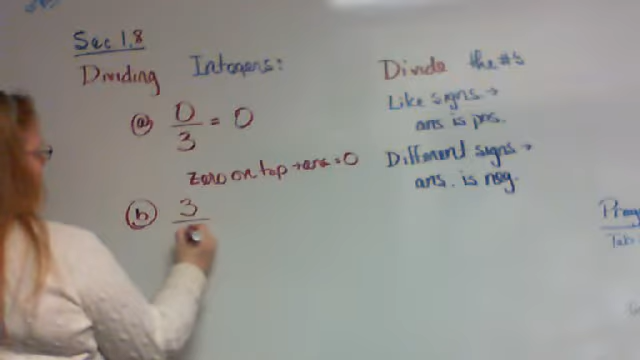 Sec 1.8
Dividing Integers:
(a) 0/3 = 0
zero on top → ans = 0
(b) 3
Divide the #s
Like signs →
ans is pos.
Different signs →
ans. is neg.